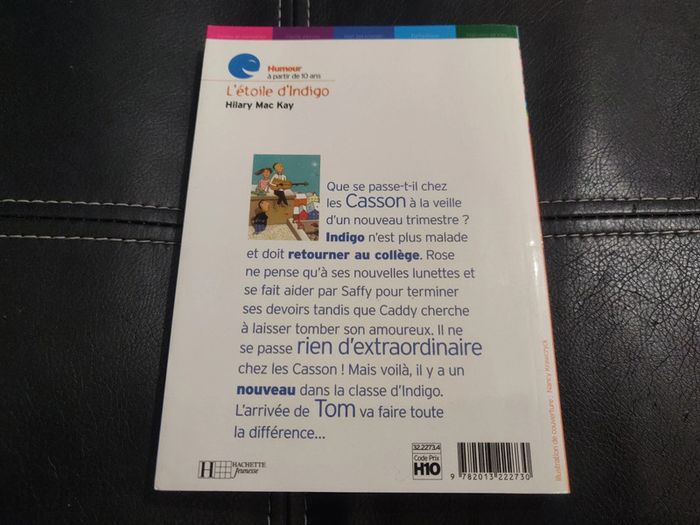 Humour
à partir de 10 ans
L'étoile d'Indigo
Hilary Mac Kay
Que se passe-t-il chez
les Casson à la veille
d'un nouveau trimestre ?
Indigo n'est plus malade
et doit retourner au collège. Rose
ne pense qu'à ses nouvelles lunettes et
se fait aider par Saffy pour terminer
ses devoirs tandis que Caddy cherche
à laisser tomber son amoureux. Il ne
se passe rien d'extraordinaire
chez les Casson ! Mais voilà, il y a un
nouveau dans la classe d'Indigo.
L'arrivée de Tom va faire toute
la différence...
H HACHETTE
Jeunesse
32.2273.4
Code Prix
H10
9 782013 222730
Illustration de couverture : Nancy